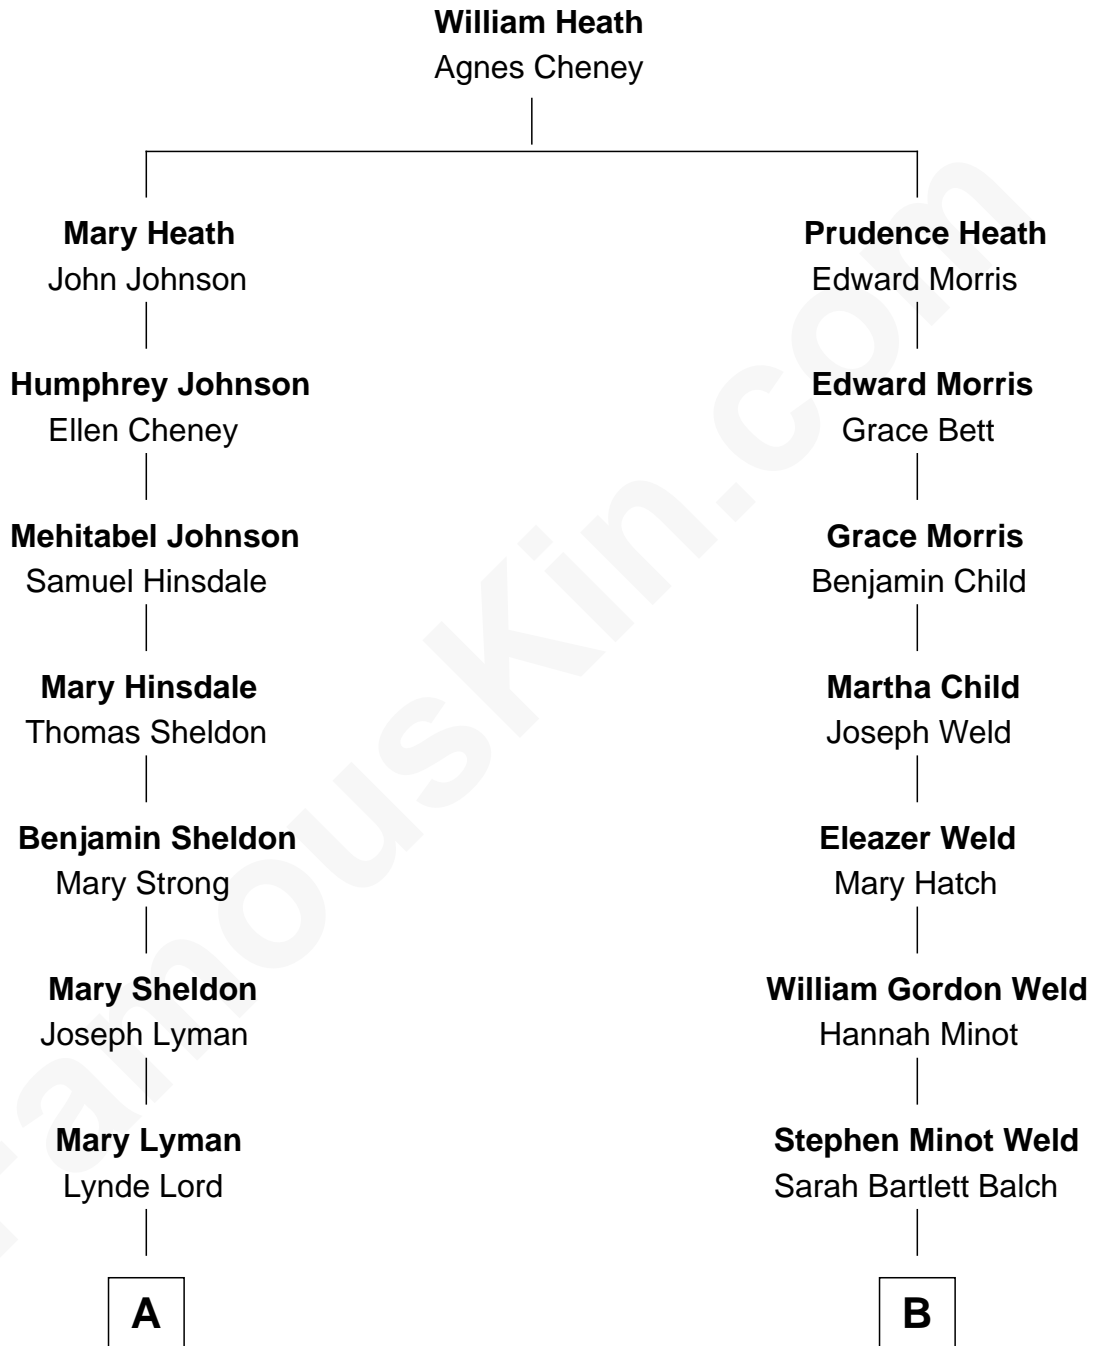 William Heath
Agnes Cheney
Mary Heath
John Johnson
Prudence Heath
Edward Morris
Humphrey Johnson
Ellen Cheney
Edward Morris
Grace Bett
Mehitabel Johnson
Samuel Hinsdale
Grace Morris
Benjamin Child
Mary Hinsdale
Thomas Sheldon
Martha Child
Joseph Weld
Benjamin Sheldon
Mary Strong
Eleazer Weld
Mary Hatch
Mary Sheldon
Joseph Lyman
William Gordon Weld
Hannah Minot
Mary Lyman
Lynde Lord
Stephen Minot Weld
Sarah Bartlett Balch
A
B
FamousKin.com